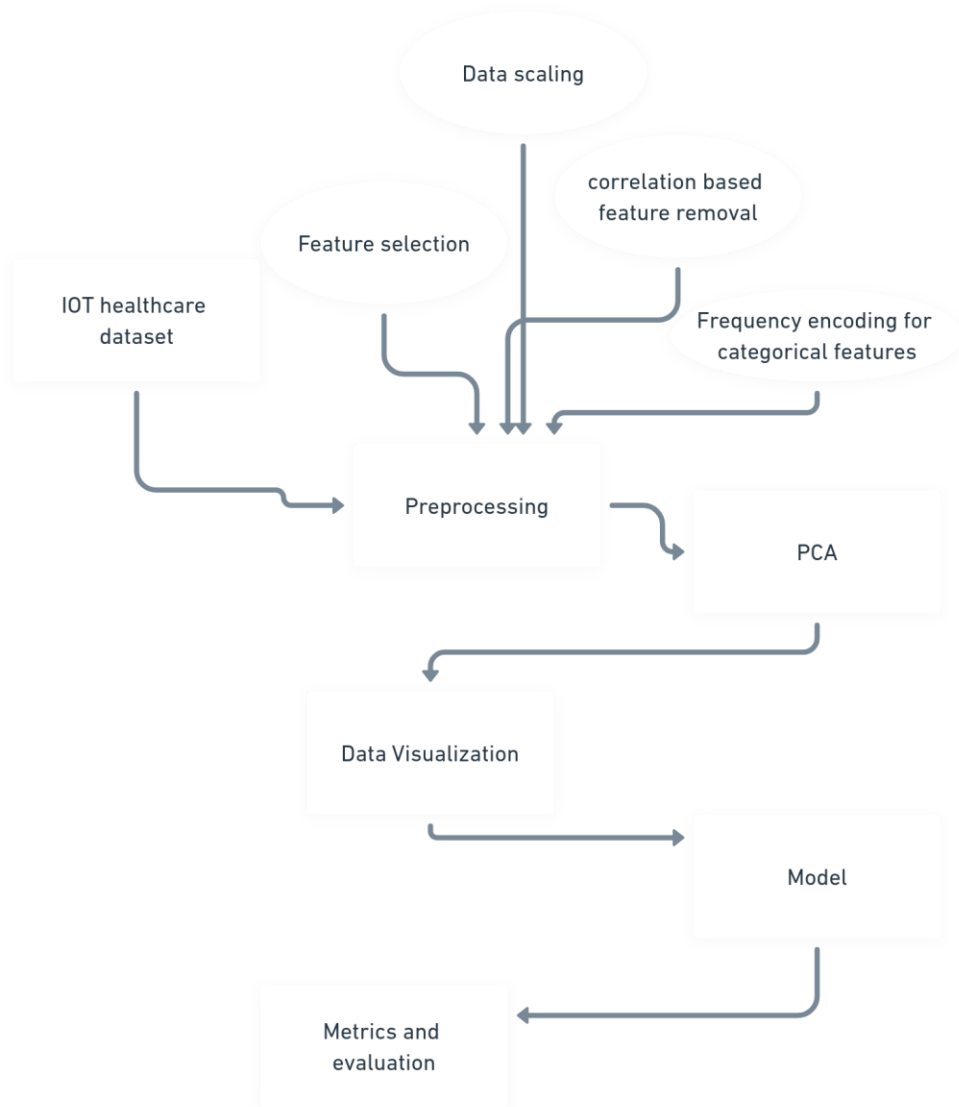 Data scaling
correlation based
feature removal
Feature selection
IOT healthcare
dataset
Frequency encoding for
categorical features
Preprocessing
PCA
Data Visualization
Model
Metrics and
evaluation